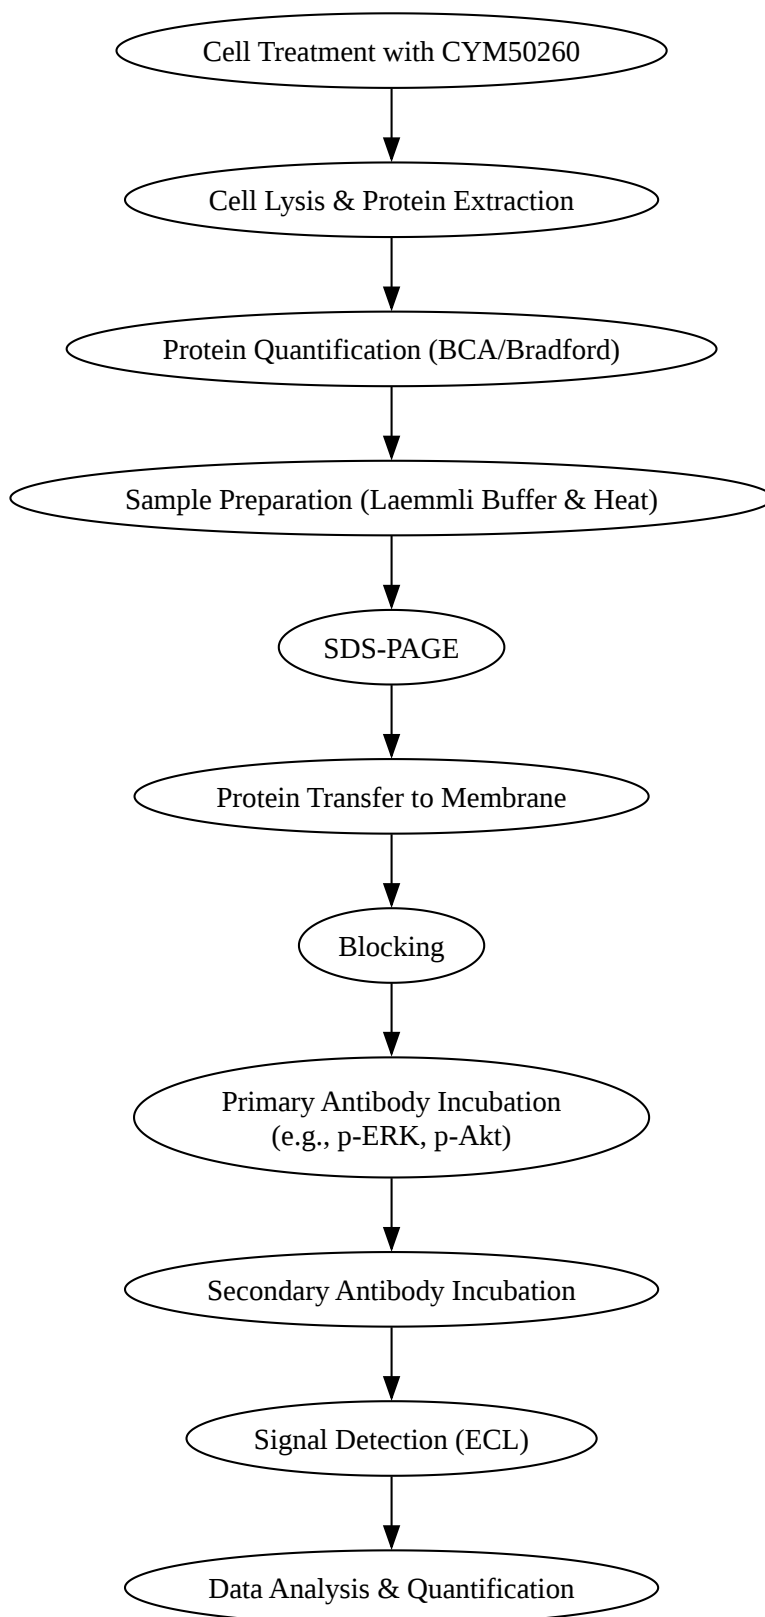 Cell Treatment with CYM50260
Cell Lysis & Protein Extraction
Protein Quantification (BCA/Bradford)
Sample Preparation (Laemmli Buffer & Heat)
SDS-PAGE
Protein Transfer to Membrane
Blocking
Primary Antibody Incubation
(e.g., p-ERK, p-Akt)
Secondary Antibody Incubation
Signal Detection (ECL)
Data Analysis & Quantification